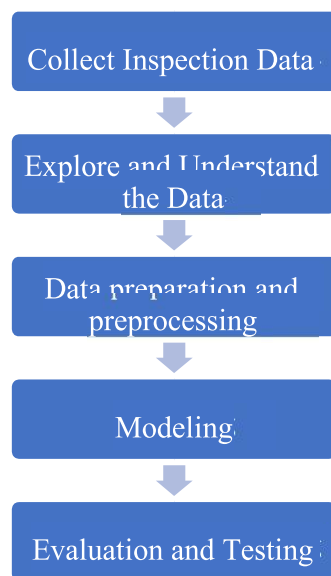 Collect Inspection Data
Explore and Understand
the Data
Data preparation and
preprocessing
Modeling
Evaluation and Testing